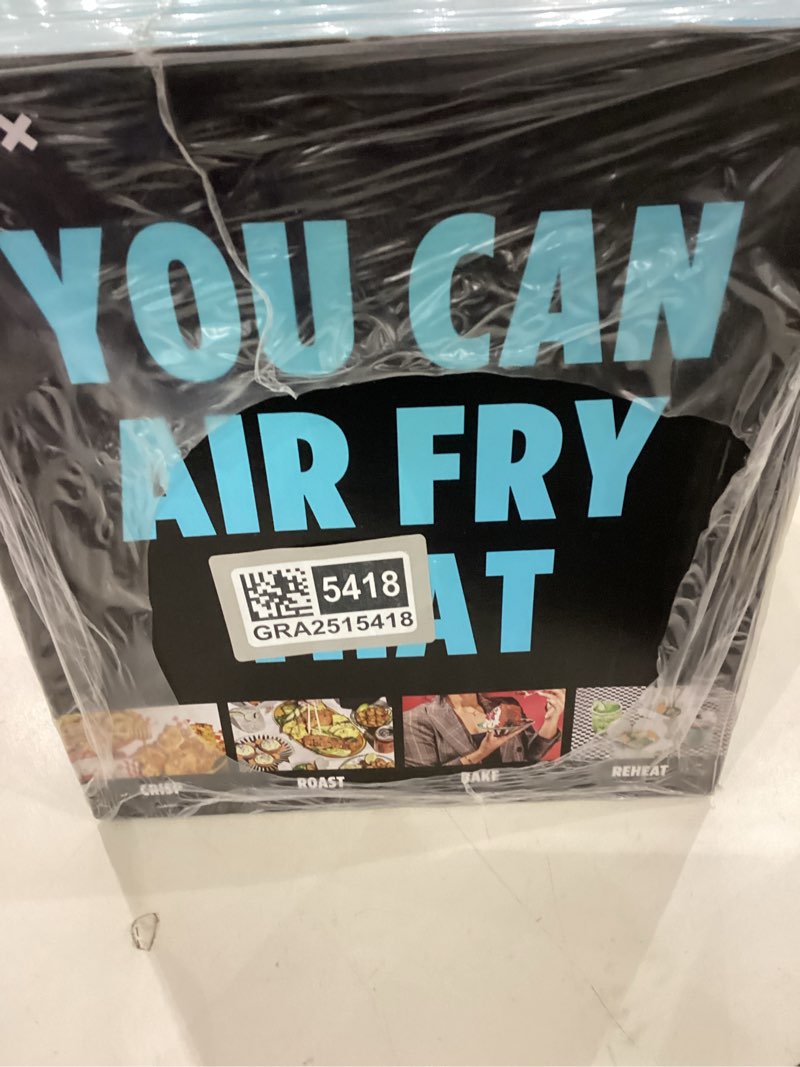 YOU CAN
AIR FRY
5418
GRA2515418
CRISP
ROAST
BAKE
REHEAT